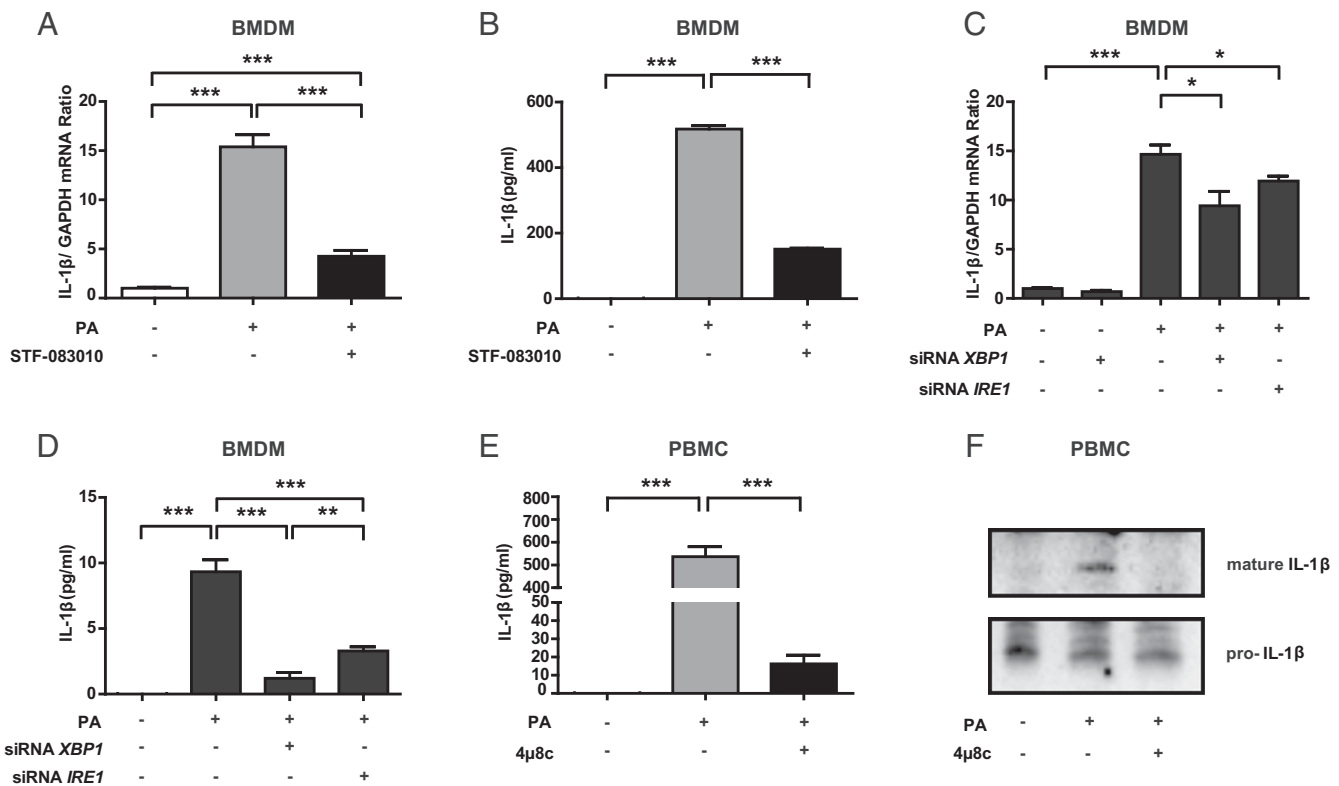 A
BMDM
***
***
***
IL-1β/ GAPDH mRNA Ratio
20
15
10
5
0
PA
-
+
+
STF-083010
-
-
+
B
BMDM
***
***
IL-1β (pg/ml)
600
400
200
0
PA
-
+
+
STF-083010
-
-
+
C
BMDM
***
*
*
IL-1β/GAPDH mRNA Ratio
20
15
10
5
0
PA
-
-
+
+
+
siRNA XBP1
-
+
-
+
-
siRNA IRE1
-
-
-
-
+
D
BMDM
***
***
***
**
IL-1β (pg/ml)
15
10
5
0
PA
-
+
+
+
siRNA XBP1
-
-
+
-
siRNA IRE1
-
-
-
+
E
PBMC
***
***
IL-1β (pg/ml)
800
700
600
500
400
50
40
30
20
10
0
PA
-
+
+
4µ8c
-
-
+
F
PBMC
mature IL-1β
pro- IL-1β
PA
-
+
+
4µ8c
-
-
+